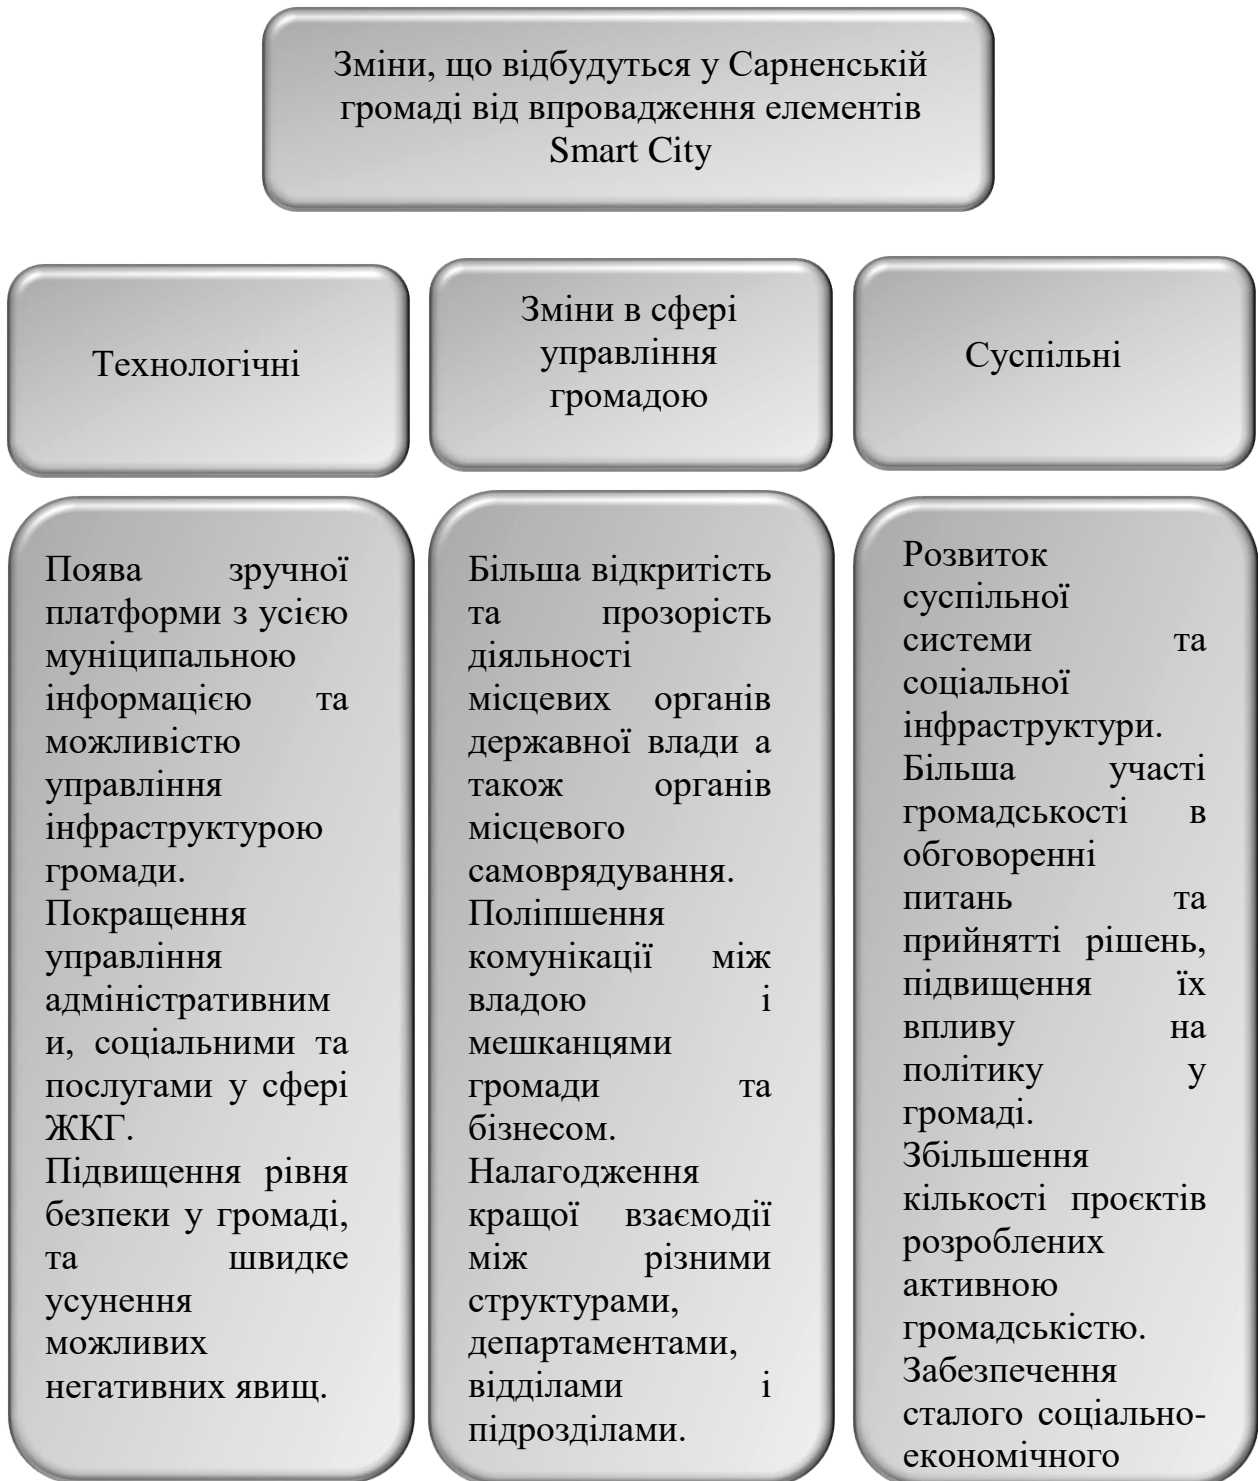 Зміни, що відбудуться у Сарненській
громаді від впровадження елементів
Smart City
Технологічні
Зміни в сфері
управління
громадою
Суспільні
Поява зручної
платформи з усією
муніципальною
інформацією та
можливістю
управління
інфраструктурою
громади.
Покращення
управління
адміністративним
и, соціальними та
послугами у сфері
ЖКГ.
Підвищення рівня
безпеки у громаді,
та швидке
усунення
можливих
негативних явищ.
Більша відкритість
та прозорість
діяльності
місцевих органів
державної влади а
також органів
місцевого
самоврядування.
Поліпшення
комунікації між
владою і
мешканцями
громади та
бізнесом.
Налагодження
кращої взаємодії
між різними
структурами,
департаментами,
відділами і
підрозділами.
Розвиток
суспільної
системи та
соціальної
інфраструктури.
Більша участі
громадськості в
обговоренні
питань та
прийнятті рішень,
підвищення їх
впливу на
політику у
громаді.
Збільшення
кількості проєктів
розроблених
активною
громадськістю.
Забезпечення
сталого соціально-
економічного